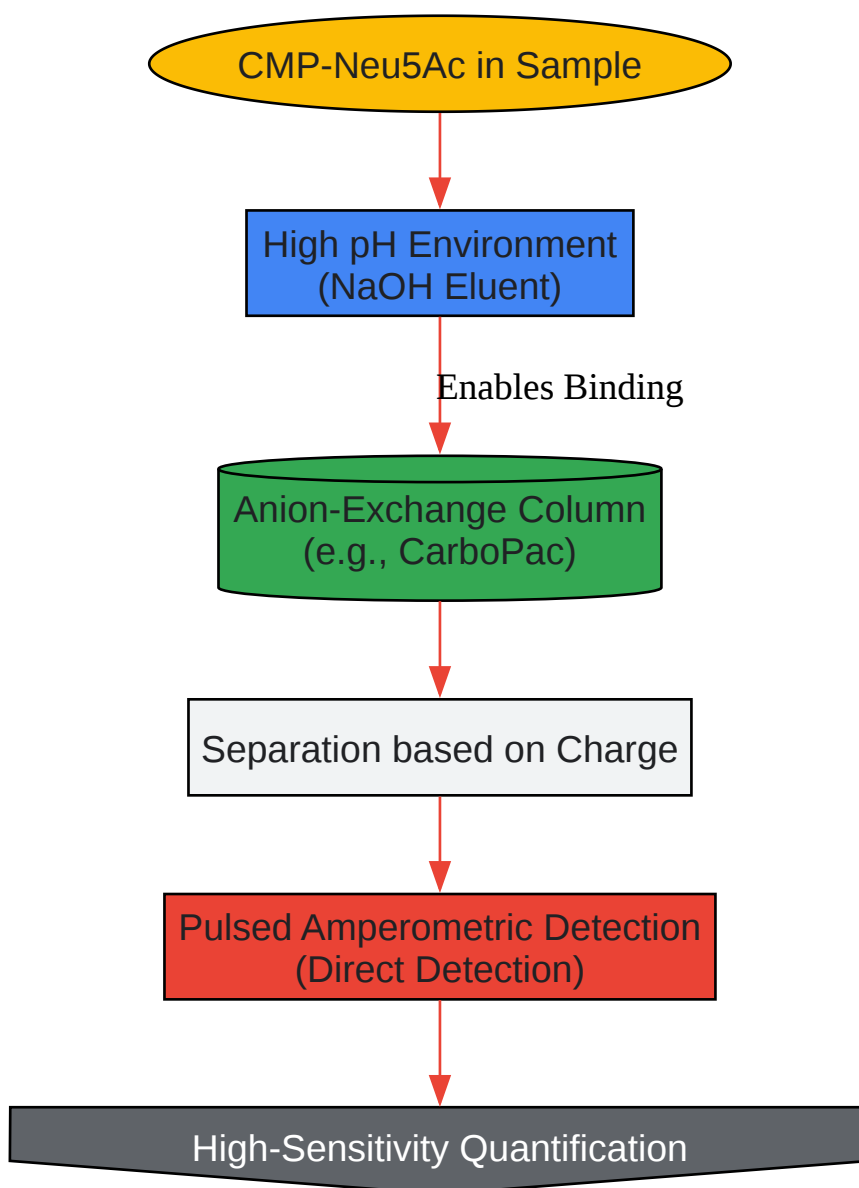 CMP-Neu5Ac in Sample
High pH Environment
(NaOH Eluent)
Enables Binding
Anion-Exchange Column
(e.g., CarboPac)
Separation based on Charge
Pulsed Amperometric Detection
(Direct Detection)
High-Sensitivity Quantification